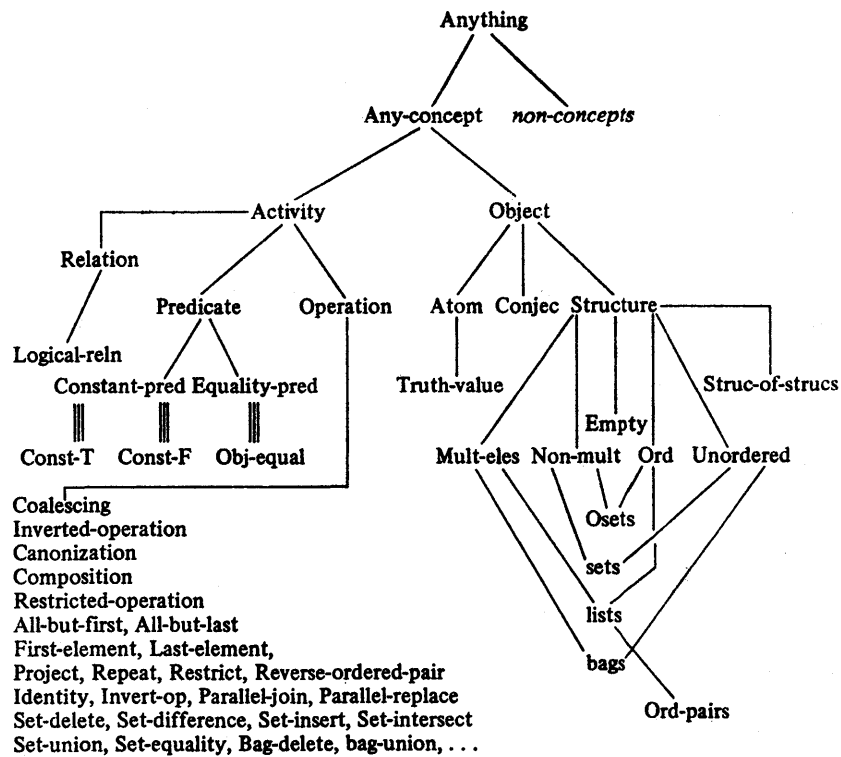 Anything
Any-concept non-concepts
Activity Object
Relation
Predicate Operation Atom Conjec Structure
Logical-reln
Constant-pred Equality-pred Truth-value Struc-of-strucs
Empty
Const-T Const-F Obj-equal Mult-eles Non-mult Ord Unordered
Coalescing
Osets
Inverted-operation
Canonization
sets
Composition
Restricted-operation
lists
All-but-first, All-but-last
First-element, Last-element,
bags
Project, Repeat, Restrict, Reverse-ordered-pair
Identity, Invert-op, Parallel-join, Parallel-replace
Ord-pairs
Set-delete, Set-difference, Set-insert, Set-intersect
Set-union, Set-equality, Bag-delete, bag-union, . . .